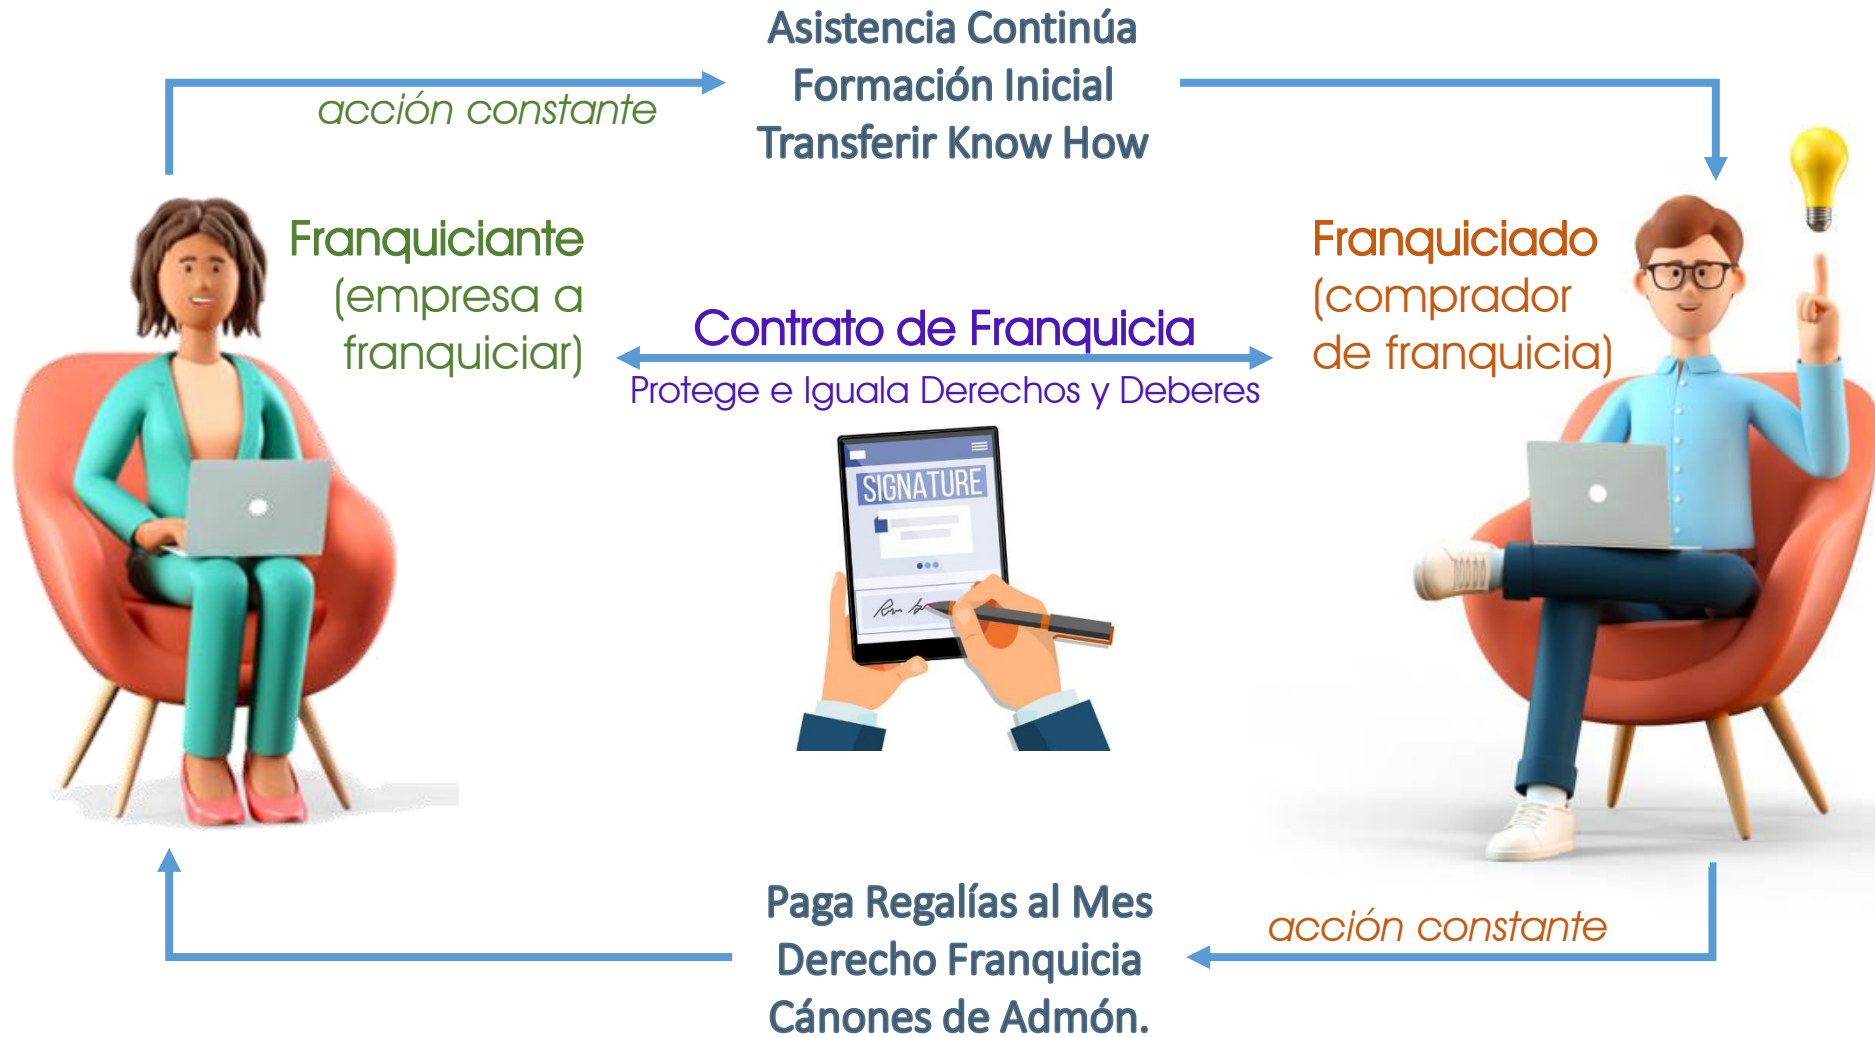 Asistencia Continúa
Formación Inicial
Transferir Know How
acción constante
Franquiciante
(empresa a
franquiciar)
Contrato de Franquicia
Protege e Iguala Derechos y Deberes
Franquiciado
(comprador
de franquicia)
SIGNATURE
Paga Regalías al Mes
Derecho Franquicia
Cánones de Admón.
acción constante